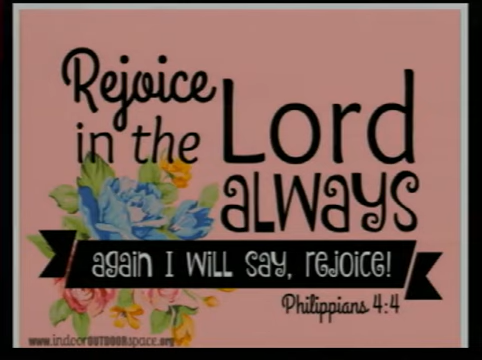 Rejoice
in the Lord
always
again I will say, rejoice!
Philippians 4:4
www.indoorOUTDOORspace.org